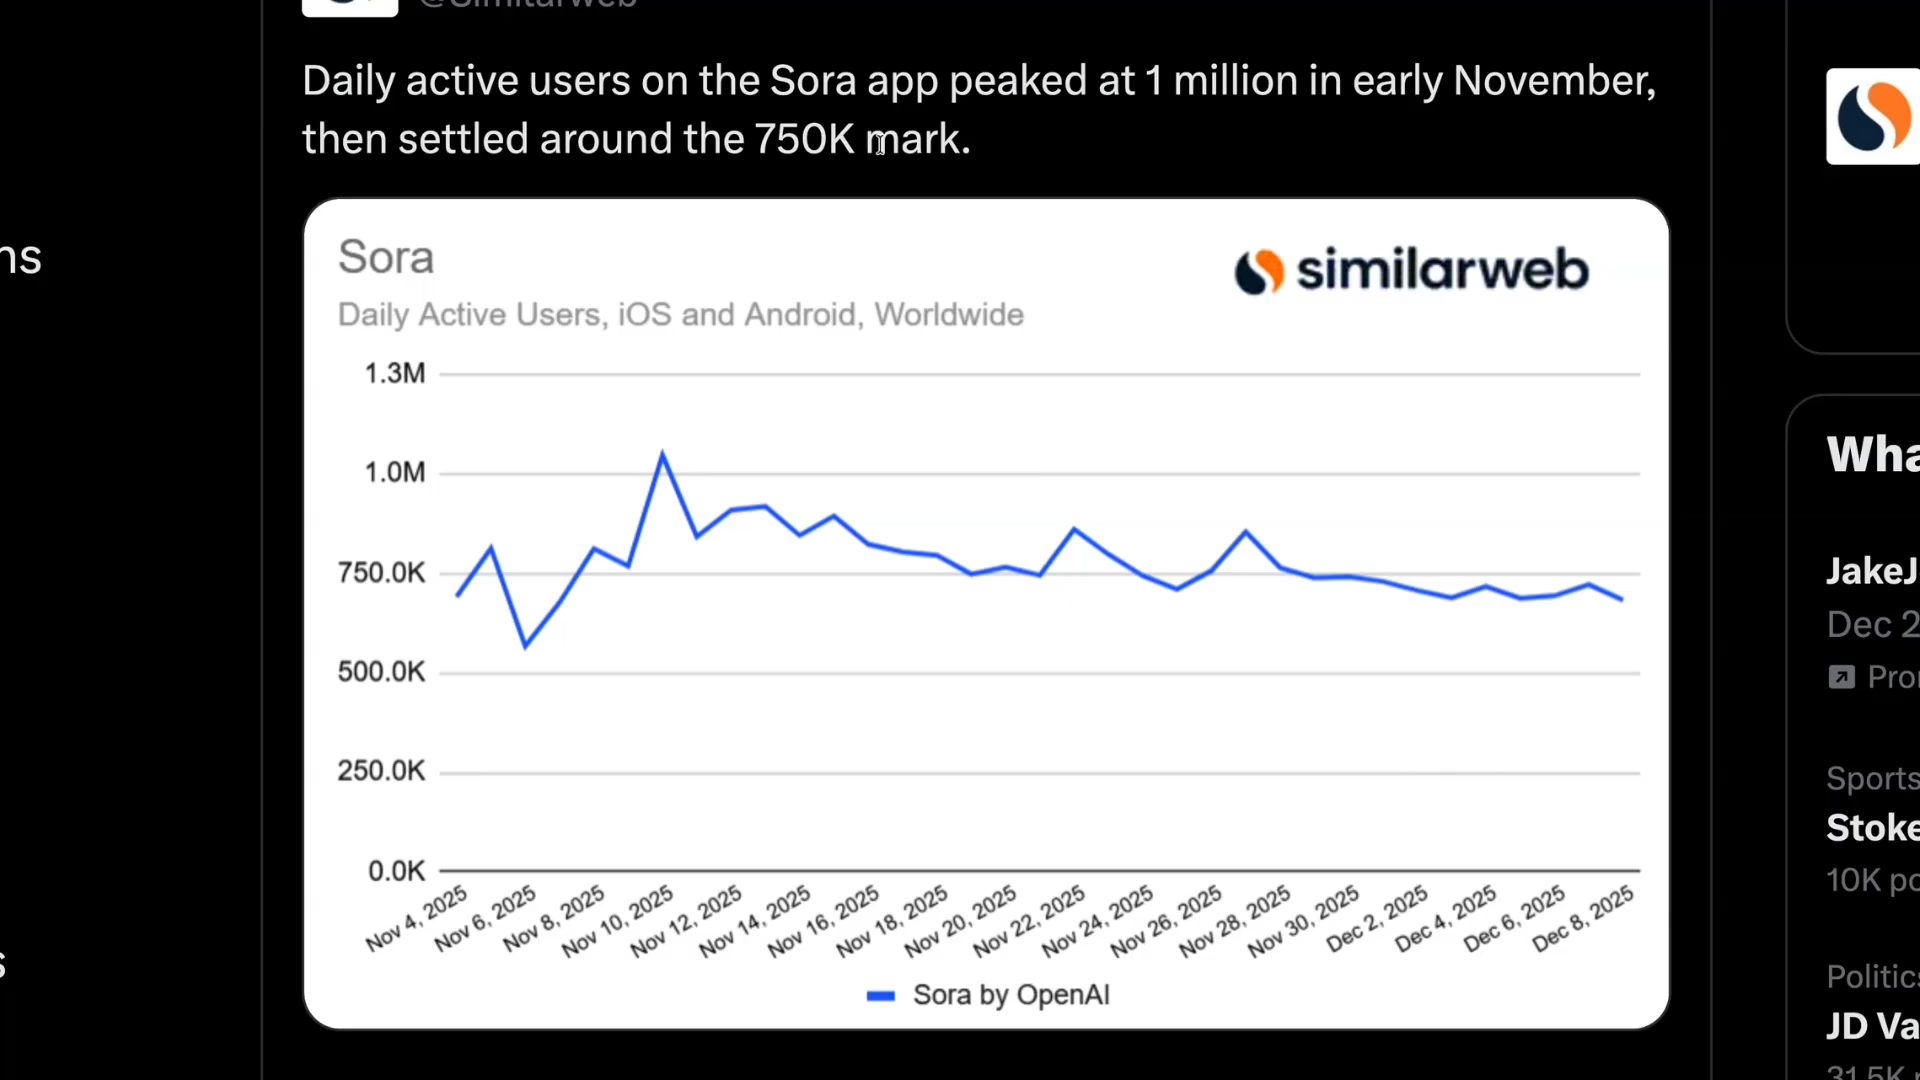 @Similarweb
Daily active users on the Sora app peaked at 1 million in early November,
then settled around the 750K mark.
ns
Sora
similarweb
Daily Active Users, iOS and Android, Worldwide
1.3M
1.0M
750.0K
500.0K
250.0K
0.0K
Nov 4, 2025
Nov 6, 2025
Nov 8, 2025
Nov 10, 2025
Nov 12, 2025
Nov 14, 2025
Nov 16, 2025
Nov 18, 2025
Nov 20, 2025
Nov 22, 2025
Nov 24, 2025
Nov 26, 2025
Nov 28, 2025
Nov 30, 2025
Dec 2, 2025
Dec 4, 2025
Dec 6, 2025
Dec 8, 2025
Sora by OpenAI
s
Wha
JakeJ
Dec 2
Pro
Sports
Stoke
10K po
Politics
JD Va
31.5K